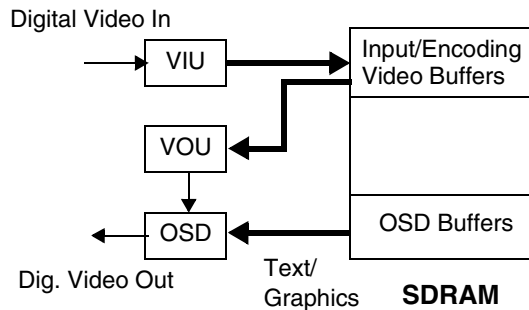 Digital Video In
VIU
Input/Encoding
Video Buffers
VOU
OSD
OSD Buffers
Dig. Video Out
Text/
Graphics
SDRAM